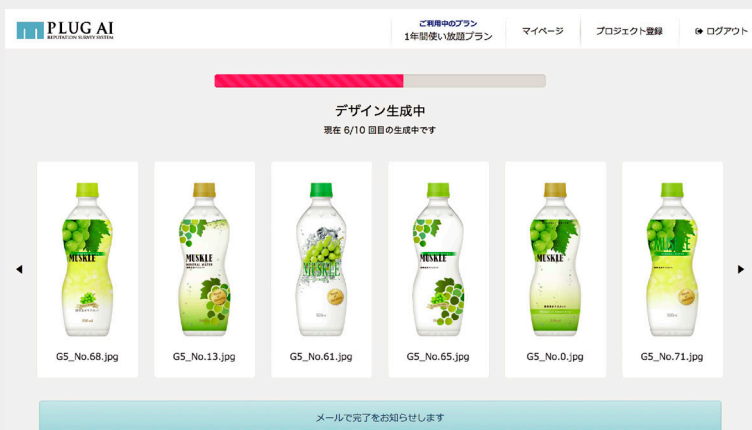 PLUG AI
REPUTATION SURVEY SYSTEM
ご利用中のプラン
1年間使い放題プラン
マイページ
プロジェクト登録
ログアウト
デザイン生成中
現在 6/10 回目の生成中です
MUSKLE
MUSKLE
MINERAL WATER
MUSKLE
MUSKLE
MUSKLE
MUSKLE
G5_No.68.jpg
G5_No.13.jpg
G5_No.61.jpg
G5_No.65.jpg
G5_No.0.jpg
G5_No.71.jpg
メールで完了をお知らせします